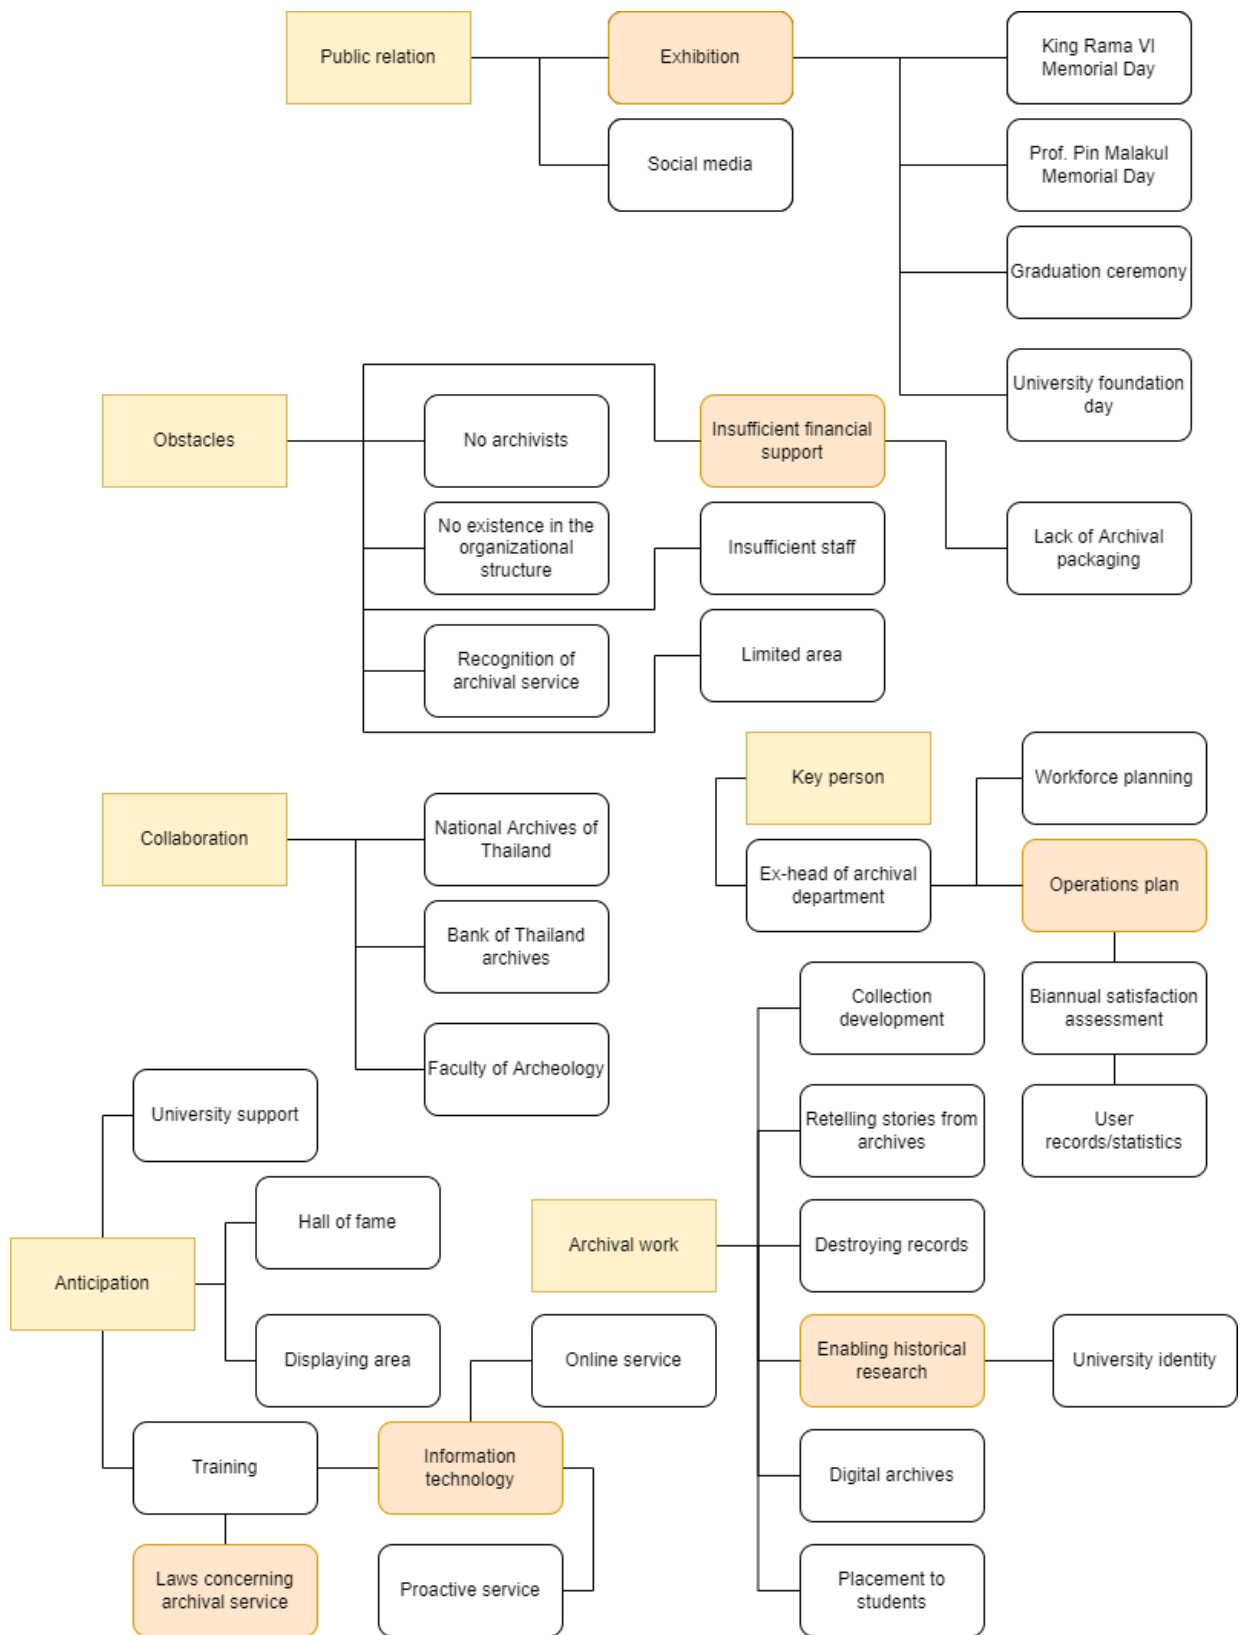 Public relation
Exhibition
King Rama VI
Memorial Day
Social media
Prof. Pin Malakul
Memorial Day
Graduation ceremony
University foundation
day
Obstacles
No archivists
Insufficient financial
support
No existence in the
organizational
structure
Insufficient staff
Lack of Archival
packaging
Recognition of
archival service
Limited area
Key person
Workforce planning
Collaboration
National Archives of
Thailand
Ex-head of archival
department
Operations plan
Bank of Thailand
archives
Collection
development
Biannual satisfaction
assessment
Faculty of Archeology
University support
Retelling stories from
archives
User
records/statistics
Hall of fame
Archival work
Destroying records
Anticipation
Displaying area
Online service
Enabling historical
research
University identity
Training
Information
technology
Digital archives
Laws concerning
archival service
Proactive service
Placement to
students